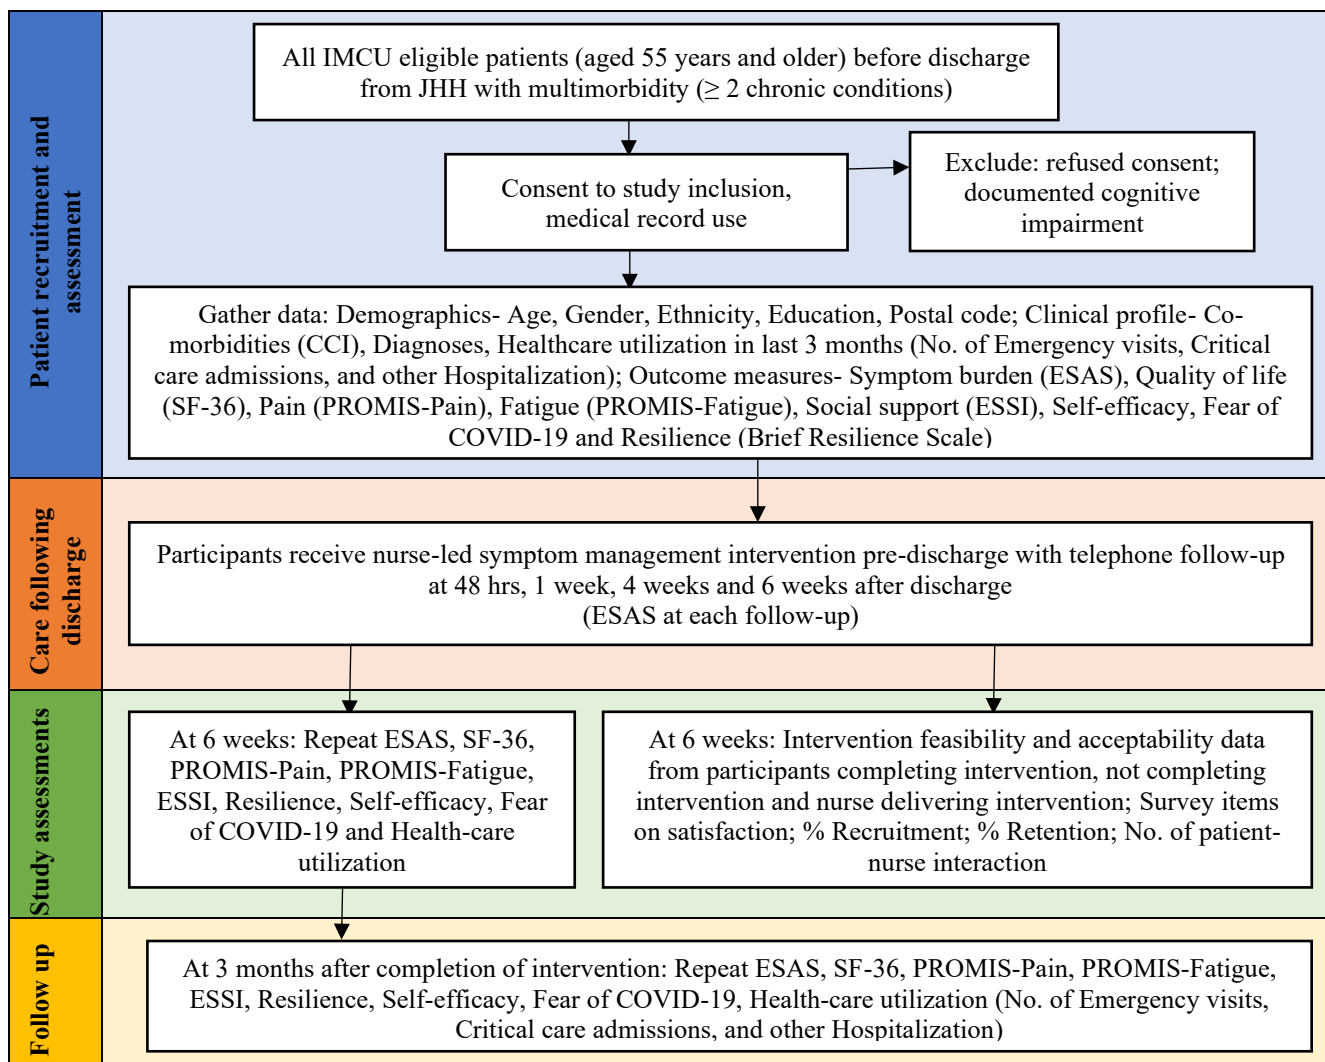 Patient recruitment and
assessment
All IMCU eligible patients (aged 55 years and older) before discharge
from JHH with multimorbidity (≥ 2 chronic conditions)
Consent to study inclusion,
medical record use
Exclude: refused consent;
documented cognitive
impairment
Gather data: Demographics- Age, Gender, Ethnicity, Education, Postal code; Clinical profile- Co-
morbidities (CCI), Diagnoses, Healthcare utilization in last 3 months (No. of Emergency visits, Critical
care admissions, and other Hospitalization); Outcome measures- Symptom burden (ESAS), Quality of life
(SF-36), Pain (PROMIS-Pain), Fatigue (PROMIS-Fatigue), Social support (ESSI), Self-efficacy, Fear of
COVID-19 and Resilience (Brief Resilience Scale)
Care following
discharge
Participants receive nurse-led symptom management intervention pre-discharge with telephone follow-up
at 48 hrs, 1 week, 4 weeks and 6 weeks after discharge
(ESAS at each follow-up)
Study assessments
At 6 weeks: Repeat ESAS, SF-36,
PROMIS-Pain, PROMIS-Fatigue,
ESSI, Resilience, Self-efficacy, Fear
of COVID-19 and Health-care
utilization
At 6 weeks: Intervention feasibility and acceptability data
from participants completing intervention, not completing
intervention and nurse delivering intervention; Survey items
on satisfaction; % Recruitment; % Retention; No. of patient-
nurse interaction
Follow up
At 3 months after completion of intervention: Repeat ESAS, SF-36, PROMIS-Pain, PROMIS-Fatigue,
ESSI, Resilience, Self-efficacy, Fear of COVID-19, Health-care utilization (No. of Emergency visits,
Critical care admissions, and other Hospitalization)